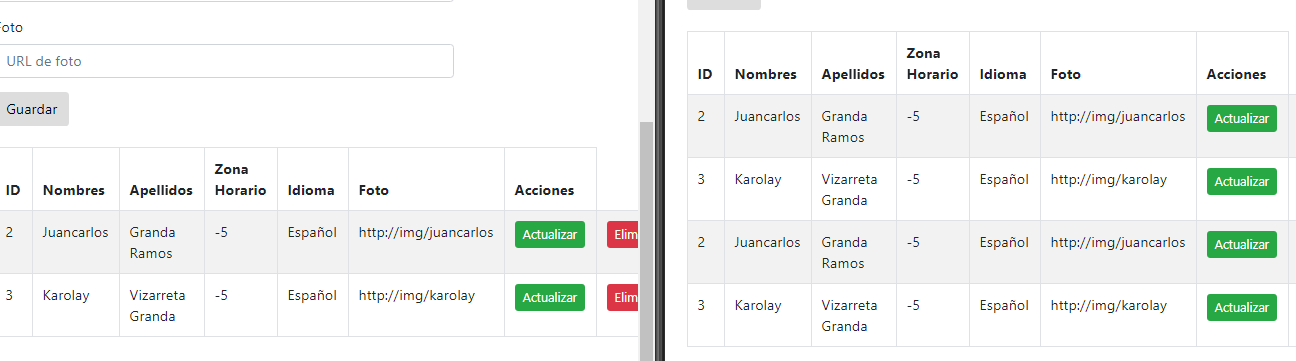 Foto
URL de foto
Guardar
ID Nombres Apellidos Zona Horario Idioma Foto Acciones
2 Juancarlos Granda Ramos -5 Español http://img/juancarlos Actualizar Elim
3 Karolay Vizarreta Granda -5 Español http://img/karolay Actualizar Elim
ID Nombres Apellidos Zona Horario Idioma Foto Acciones
2 Juancarlos Granda Ramos -5 Español http://img/juancarlos Actualizar
3 Karolay Vizarreta Granda -5 Español http://img/karolay Actualizar
2 Juancarlos Granda Ramos -5 Español http://img/juancarlos Actualizar
3 Karolay Vizarreta Granda -5 Español http://img/karolay Actualizar